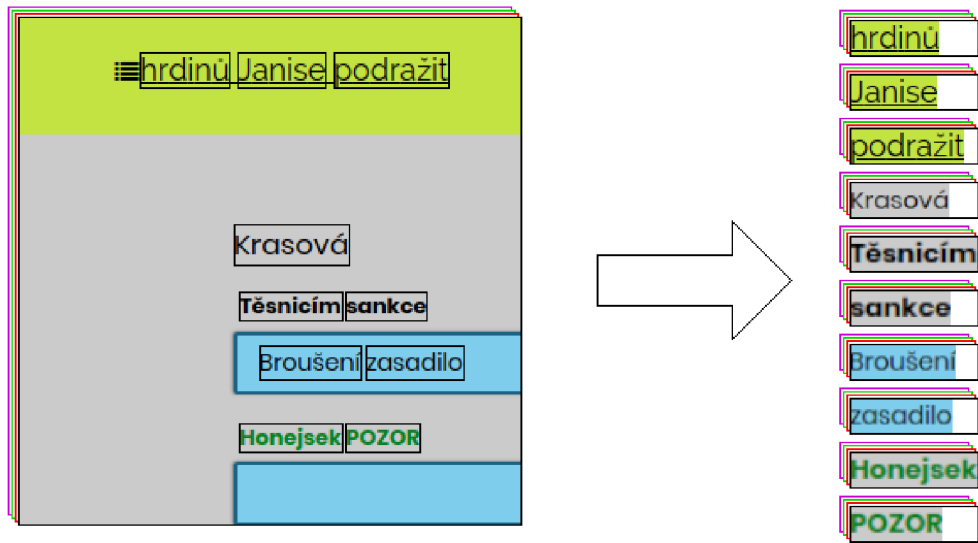 hrdinů Janise podražit
Krasová
Těsnicím sankce
Broušení zasadilo
Honejsek POZOR
hrdinů
Janise
podražit
Krasová
Těsnicím
sankce
Broušení
zasadilo
Honejsek
POZOR